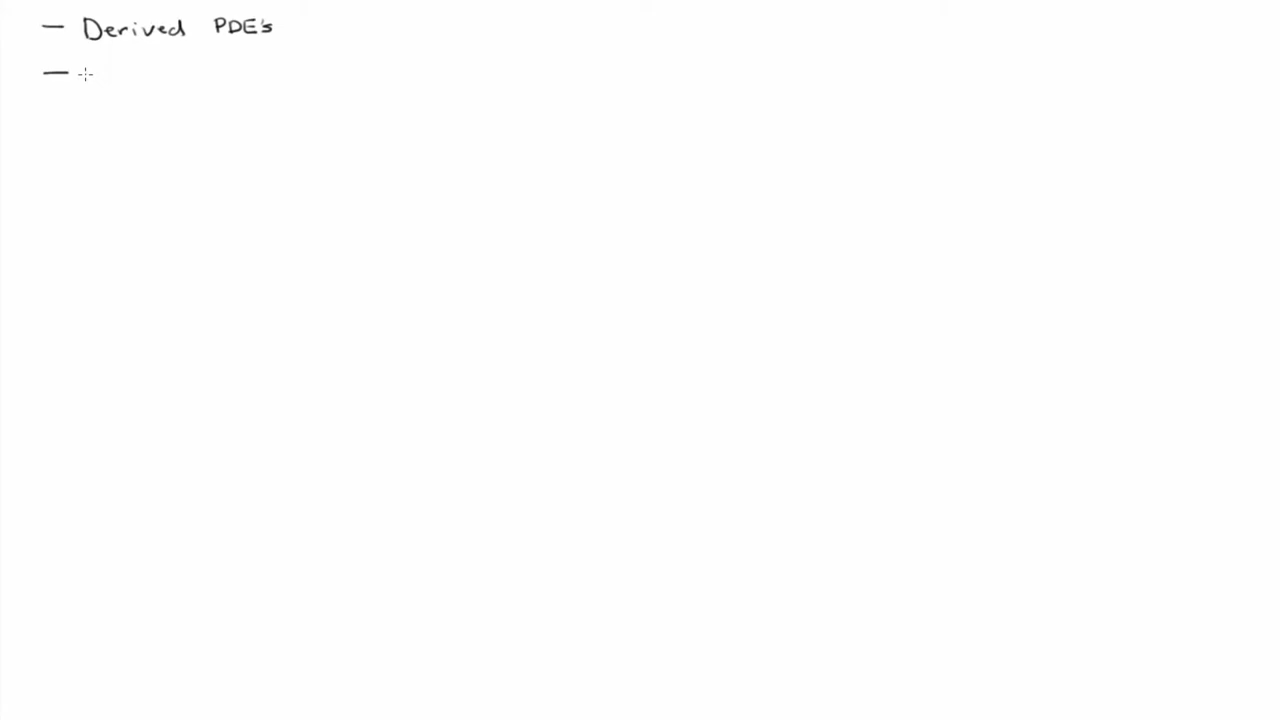 — Derived PDE's
—